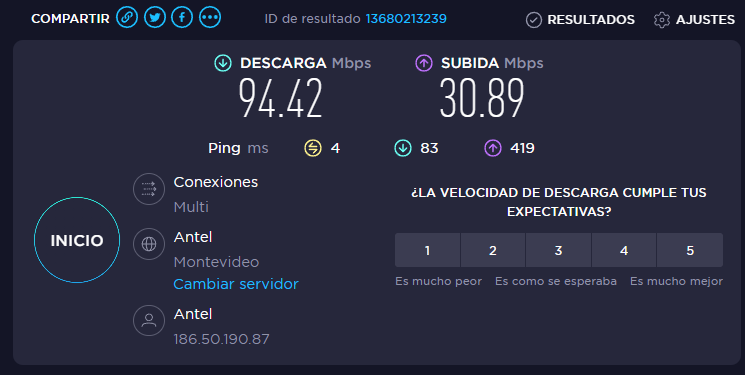 COMPARTIR
ID de resultado 13680213239
RESULTADOS
AJUSTES
DESCARGA Mbps
94.42
SUBIDA Mbps
30.89
Ping ms 4 83 419
INICIO
Conexiones
Multi
Antel
Montevideo
Cambiar servidor
Antel
186.50.190.87
¿LA VELOCIDAD DE DESCARGA CUMPLE TUS
EXPECTATIVAS?
1 2 3 4 5
Es mucho peor Es como se esperaba Es mucho mejor